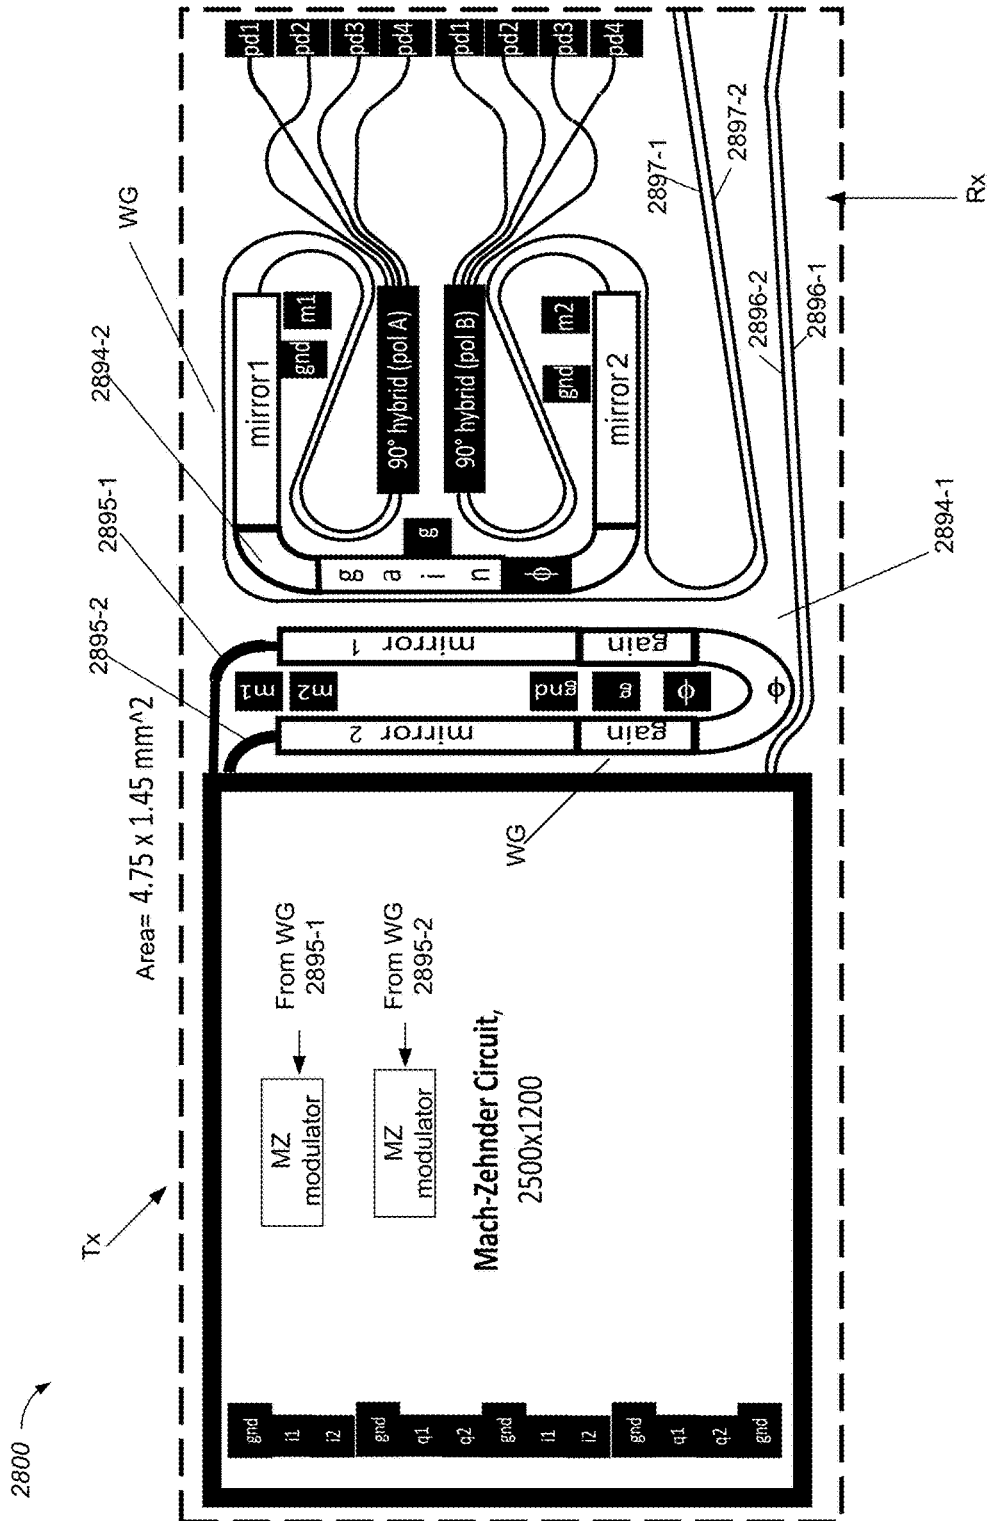 2800
Tx
Area= 4.75 x 1.45 mm^2
2895-2
2895-1
2894-2
WG
gnd
i1
i2
gnd
q1
q2
gnd
i1
i2
gnd
q1
q2
gnd
MZ
modulator
From WG
2895-1
MZ
modulator
From WG
2895-2
Mach-Zehnder Circuit,
2500x1200
WG
m1
m2
mirror 1
mirror 2
gnd
g
ϕ
gain
gain
ϕ
mirror1
m1
gnd
gain
g
ϕ
90° hybrid (pol A)
90° hybrid (pol B)
gnd
m2
mirror2
pd1
pd2
pd3
pd4
pd1
pd2
pd3
pd4
2897-1
2897-2
2896-2
2896-1
2894-1
Rx